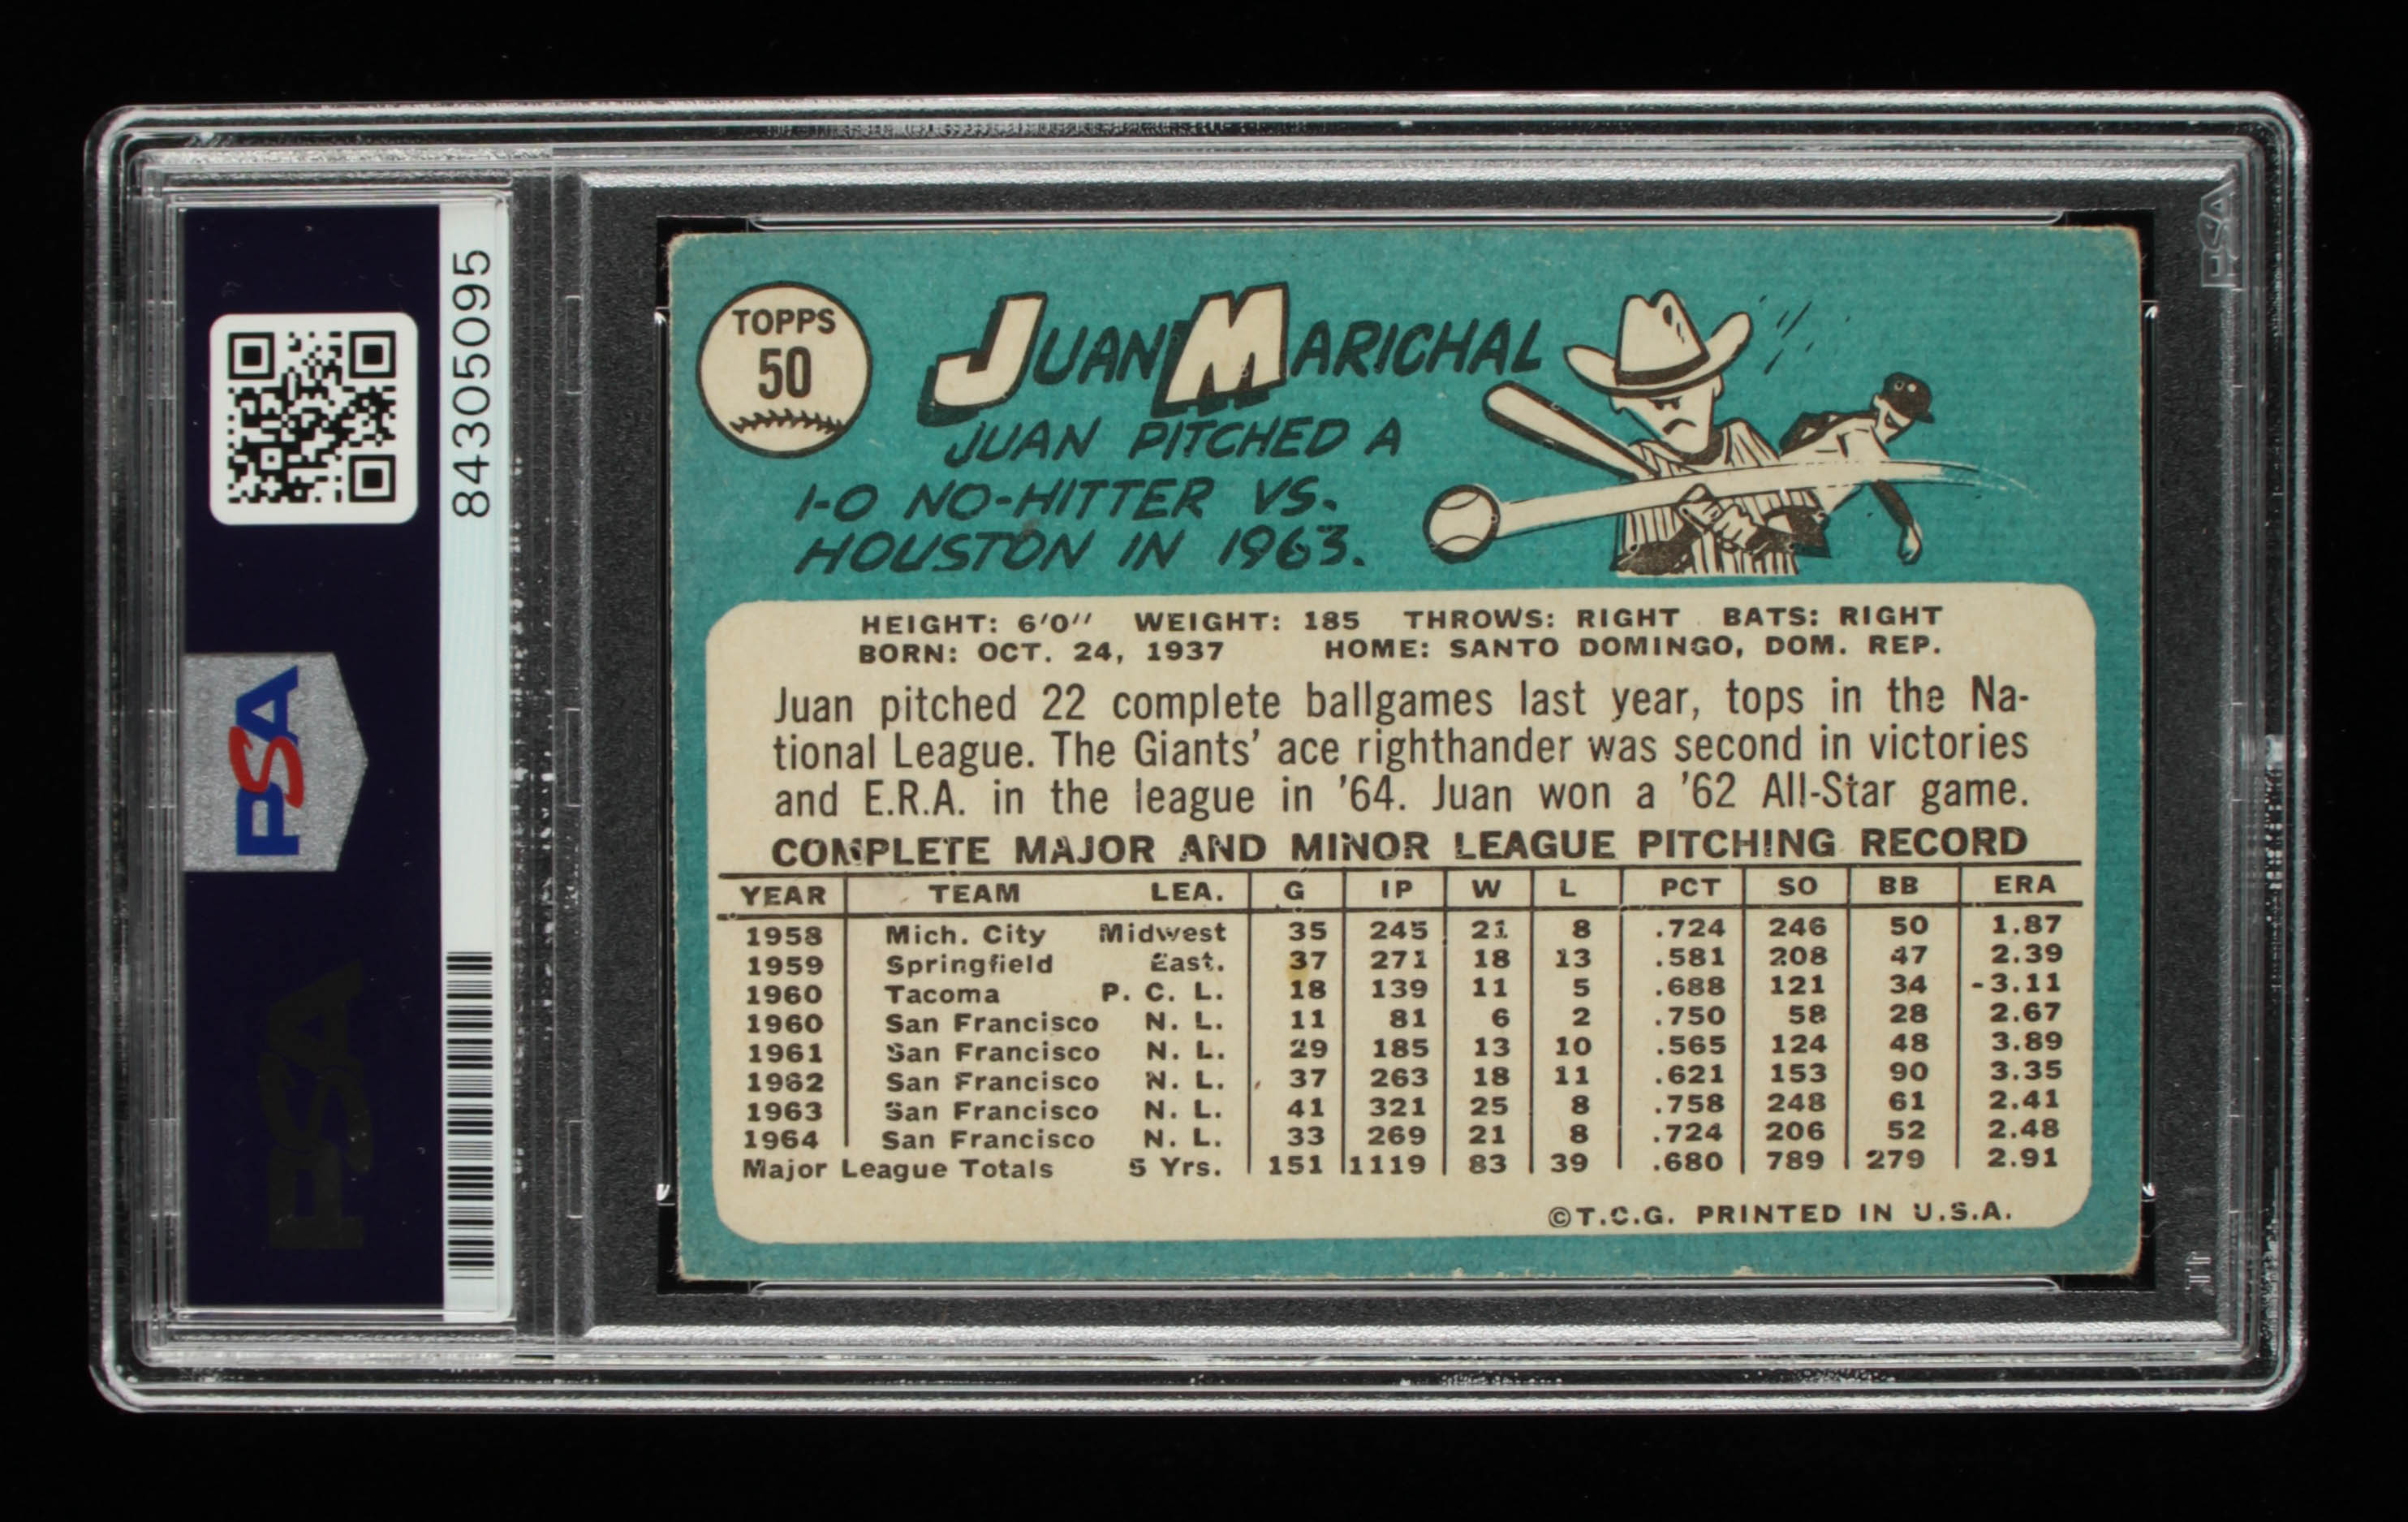 84305095
PSA
PSA
PSA
TOPPS
50
JUAN MARICHAL
JUAN PITCHED A
1-0 NO-HITTER VS.
HOUSTON IN 1963.
HEIGHT: 6'0" WEIGHT: 185 THROWS: RIGHT BATS: RIGHT
BORN: OCT. 24, 1937 HOME: SANTO DOMINGO, DOM. REP.
Juan pitched 22 complete ballgames last year, tops in the Na-
tional League. The Giants' ace righthander was second in victories
and E.R.A. in the league in '64. Juan won a '62 All-Star game.
COMPLETE MAJOR AND MINOR LEAGUE PITCHING RECORD
YEAR TEAM LEA. G IP W L PCT SO BB ERA
1958 Mich. City Midwest 35 245 21 8 .724 246 50 1.87
1959 Springfield East. 37 271 18 13 .581 208 47 2.39
1960 Tacoma P. C. L. 18 139 11 5 .688 121 34 -3.11
1960 San Francisco N. L. 11 81 6 2 .750 58 28 2.67
1961 San Francisco N. L. 29 185 13 10 .565 124 48 3.89
1962 San Francisco N. L. 37 263 18 11 .621 153 90 3.35
1963 San Francisco N. L. 41 321 25 8 .758 248 61 2.41
1964 San Francisco N. L. 33 269 21 8 .724 206 52 2.48
Major League Totals 5 Yrs. 151 1119 83 39 .680 789 279 2.91
©T.C.G. PRINTED IN U.S.A.